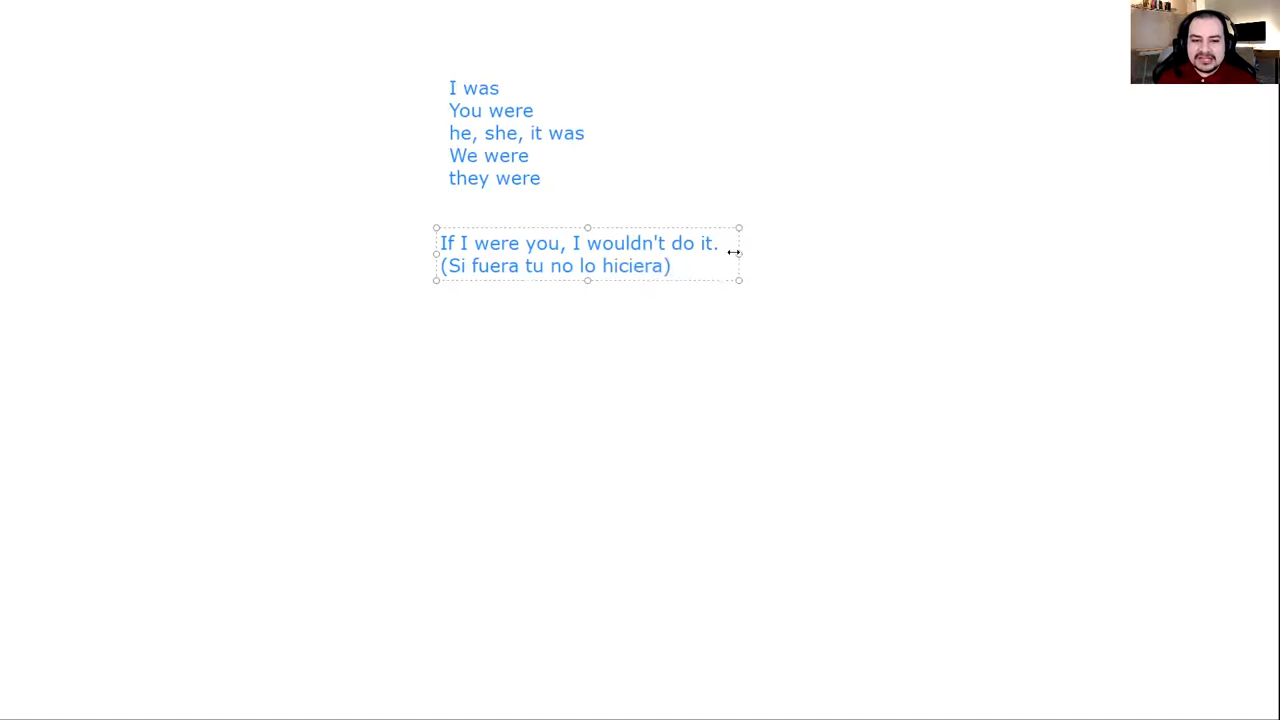 I was
You were
he, she, it was
We were
they were
If I were you, I wouldn't do it.
(Si fuera tu no lo hiciera)